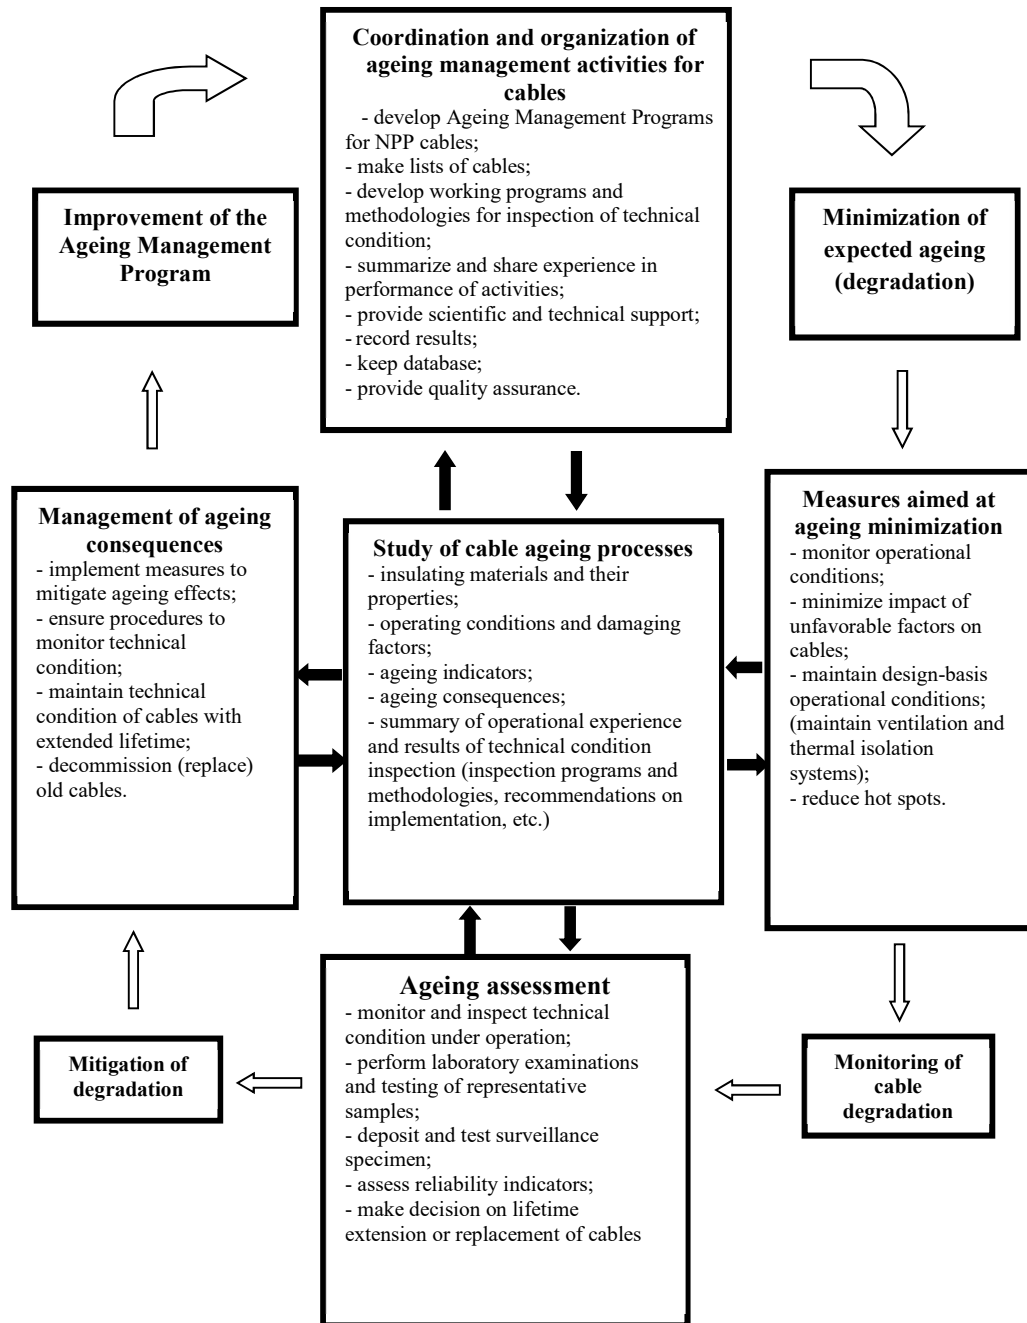 Coordination and organization of
ageing management activities for
cables
- develop Ageing Management Programs
for NPP cables;
- make lists of cables;
- develop working programs and
methodologies for inspection of technical
condition;
- summarize and share experience in
performance of activities;
- provide scientific and technical support;
- record results;
- keep database;
- provide quality assurance.
Improvement of the
Ageing Management
Program
Minimization of
expected ageing
(degradation)
Management of ageing
consequences
- implement measures to
mitigate ageing effects;
- ensure procedures to
monitor technical
condition;
- maintain technical
condition of cables with
extended lifetime;
- decommission (replace)
old cables.
Study of cable ageing processes
- insulating materials and their
properties;
- operating conditions and damaging
factors;
- ageing indicators;
- ageing consequences;
- summary of operational experience
and results of technical condition
inspection (inspection programs and
methodologies, recommendations on
implementation, etc.)
Measures aimed at
ageing minimization
- monitor operational
conditions;
- minimize impact of
unfavorable factors on
cables;
- maintain design-basis
operational conditions;
(maintain ventilation and
thermal isolation
systems);
- reduce hot spots.
Ageing assessment
- monitor and inspect technical
condition under operation;
- perform laboratory examinations
and testing of representative
samples;
- deposit and test surveillance
specimen;
- assess reliability indicators;
- make decision on lifetime
extension or replacement of cables
Mitigation of
degradation
Monitoring of
cable
degradation